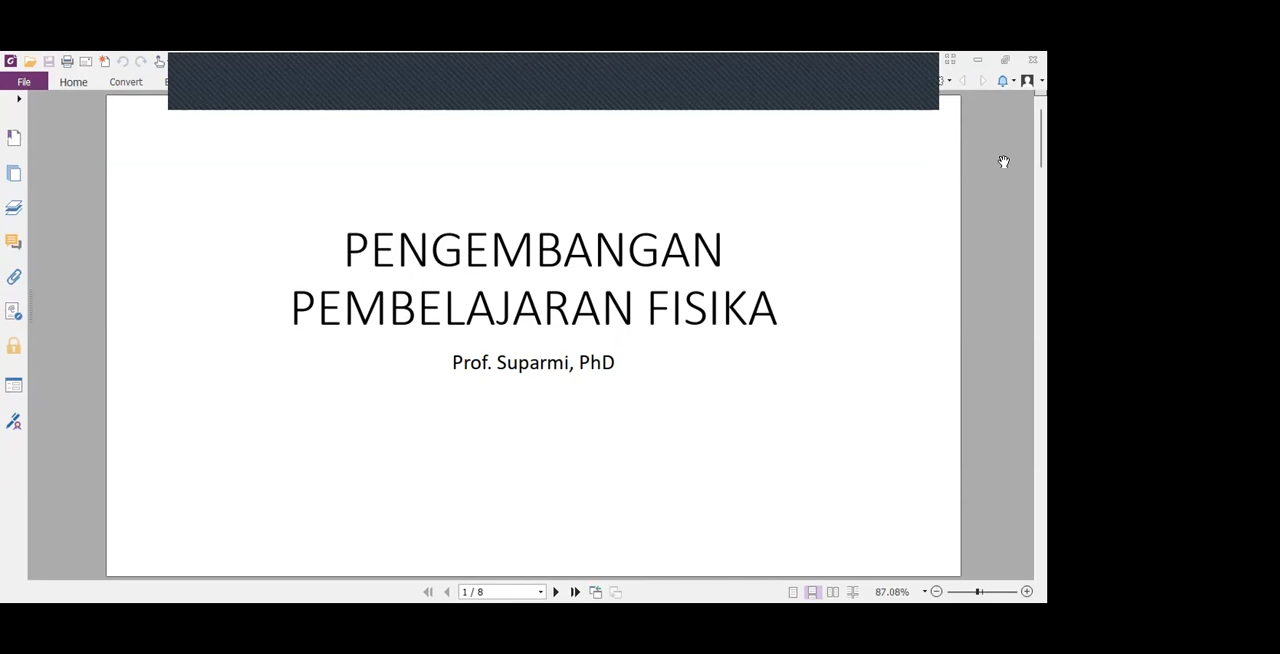 File
Home
Convert
PENGEMBANGAN
PEMBELAJARAN FISIKA
Prof. Suparmi, PhD
1 / 8
87.08%